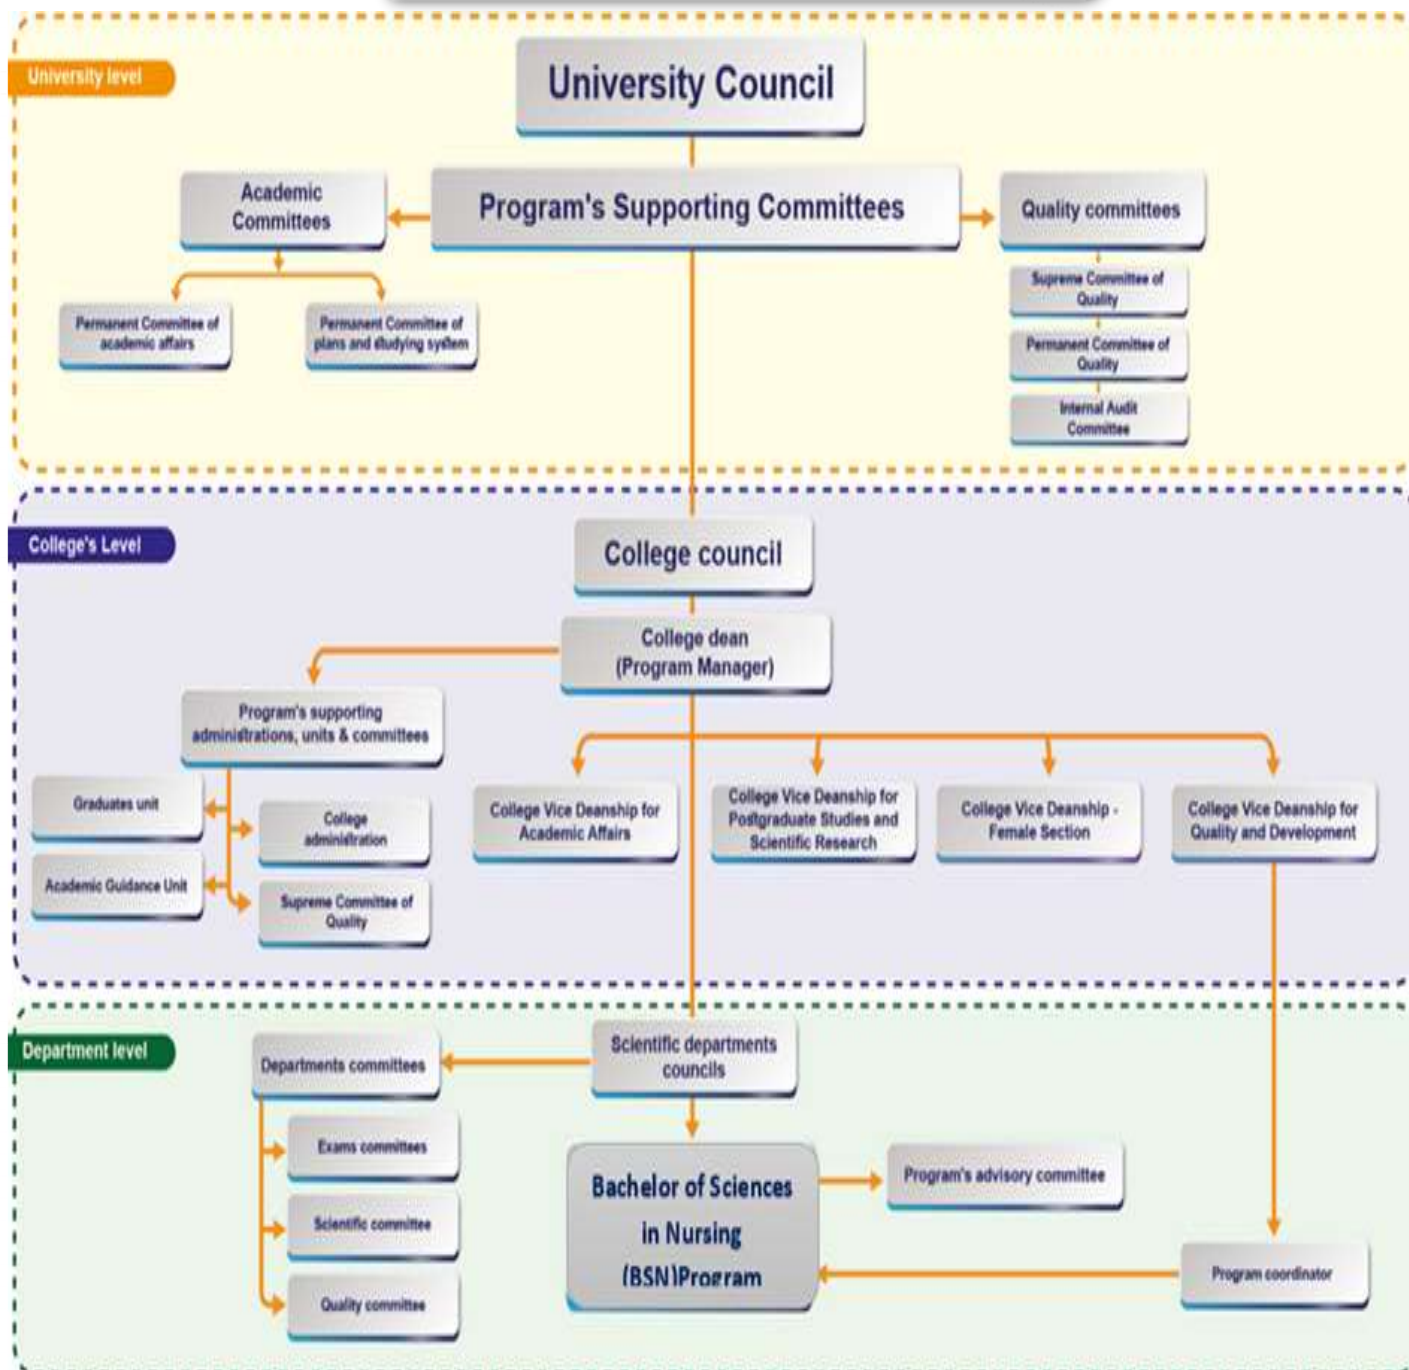 University level
University Council
Academic
Committees
Program's Supporting Committees
Quality committees
Permanent Committee of
academic affairs
Permanent Committee of
plans and studying system
Supreme Committee of
Quality
Permanent Committee of
Quality
Internal Audit
Committee
College's Level
College council
College dean
(Program Manager)
Program's supporting
administrations, units & committees
Graduates unit
College
administration
Academic Guidance Unit
Supreme Committee of
Quality
College Vice Deanship for
Academic Affairs
College Vice Deanship for
Postgraduate Studies and
Scientific Research
College Vice Deanship -
Female Section
College Vice Deanship for
Quality and Development
Department level
Departments committees
Scientific departments
councils
Exams committees
Scientific committee
Quality committee
Bachelor of Sciences
in Nursing
(BSN)Program
Program's advisory committee
Program coordinator